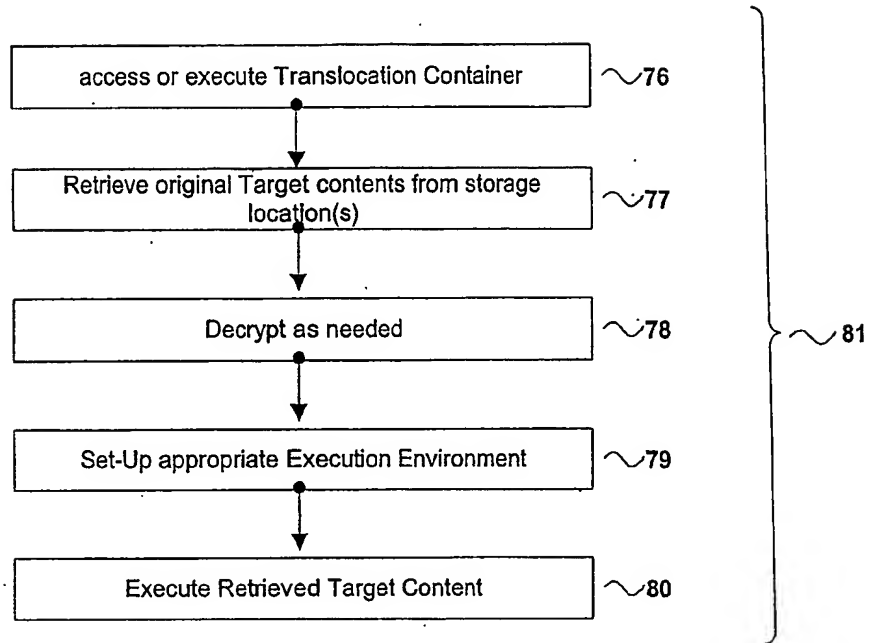 access or execute Translocation Container
76
Retrieve original Target contents from storage
location(s)
77
Decrypt as needed
78
81
Set-Up appropriate Execution Environment
79
Execute Retrieved Target Content
80